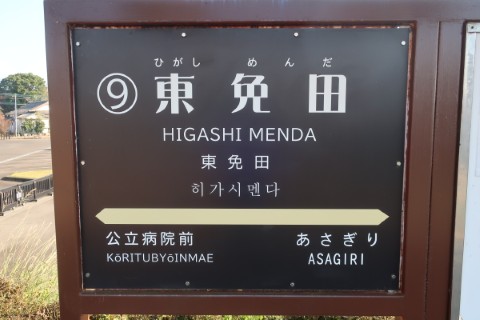 ひがし めんだ
⑨ 東免田
HIGASHI MENDA
東免田
히가시멘다
公立病院前 あさぎり
KōRITUBYōINMAE ASAGIRI